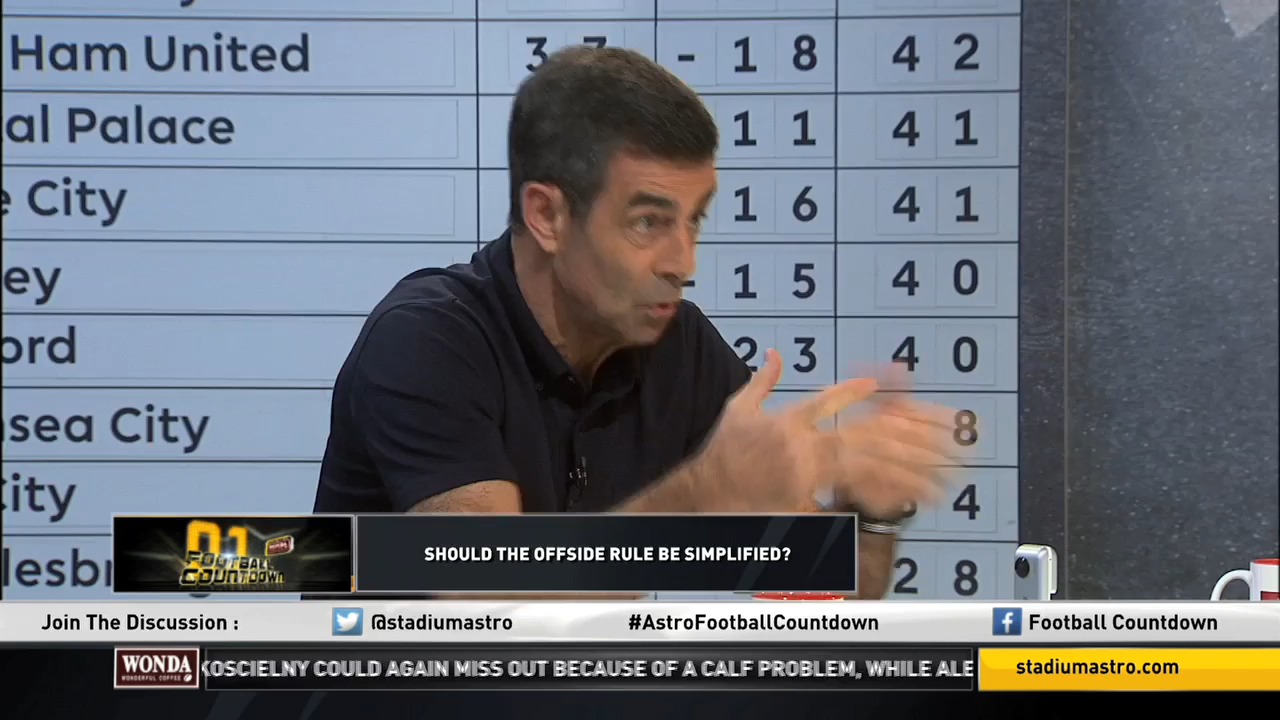 Ham United 3 7 - 1 8 4 2
al Palace 1 1 4 1
e City 1 6 4 1
ey - 1 5 4 0
ord 2 3 4 0
sea City 8
City 4
lesb 2 8
FOOTBALL
COUNTDOWN
SHOULD THE OFFSIDE RULE BE SIMPLIFIED?
Join The Discussion : @stadiumastro #AstroFootballCountdown Football Countdown
WONDA
WONDERFUL COFFEE
KOSCIELNY COULD AGAIN MISS OUT BECAUSE OF A CALF PROBLEM, WHILE ALE
stadiumastro.com